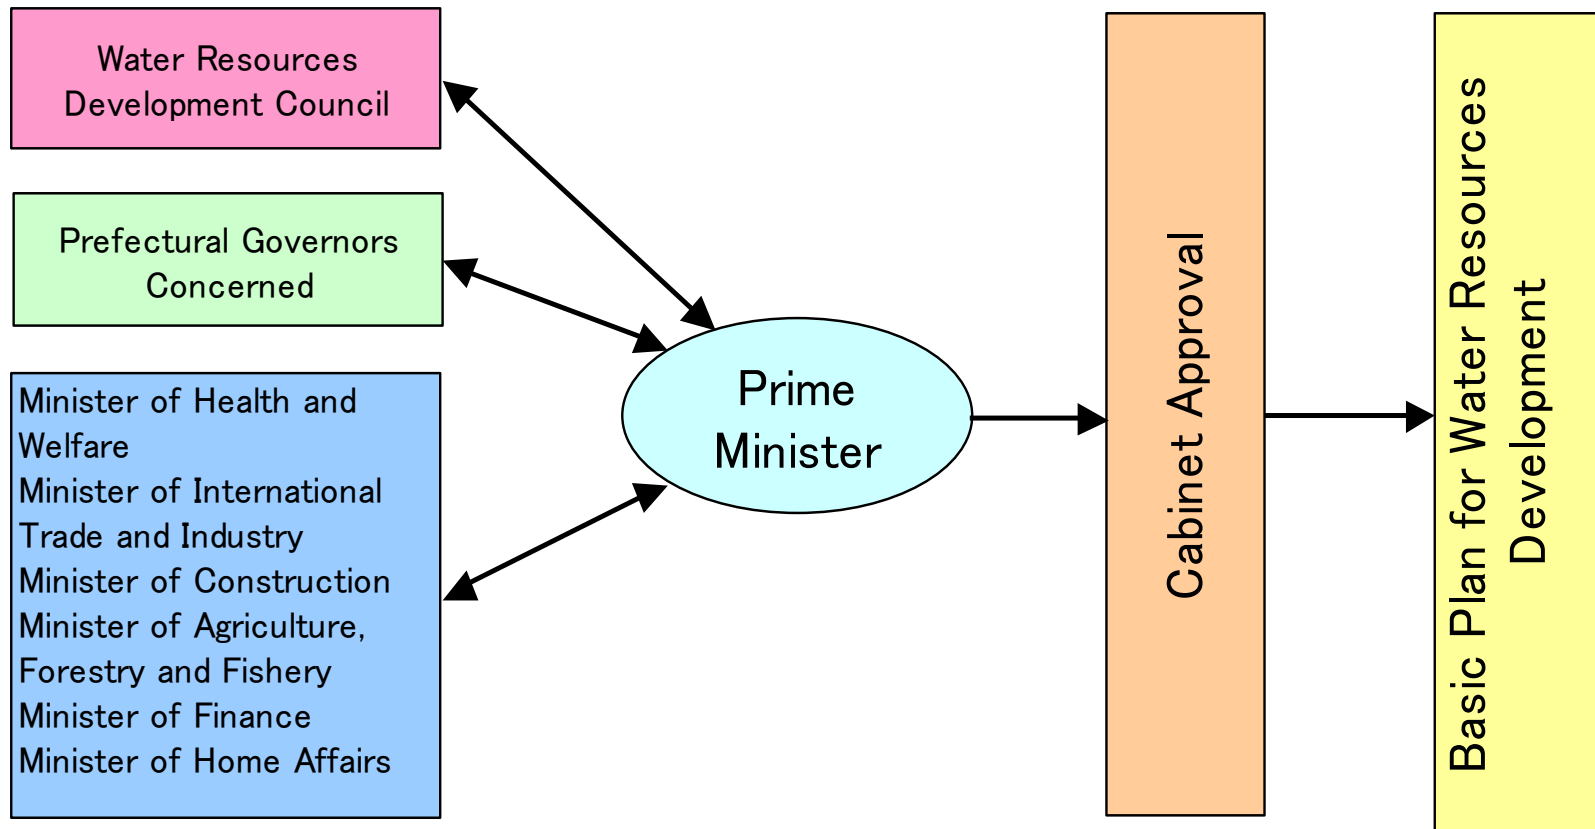 Water Resources
Development Council
Prefectural Governors
Concerned
Minister of Health and
Welfare
Minister of International
Trade and Industry
Minister of Construction
Minister of Agriculture,
Forestry and Fishery
Minister of Finance
Minister of Home Affairs
Prime
Minister
Cabinet Approval
Basic Plan for Water Resources
Development